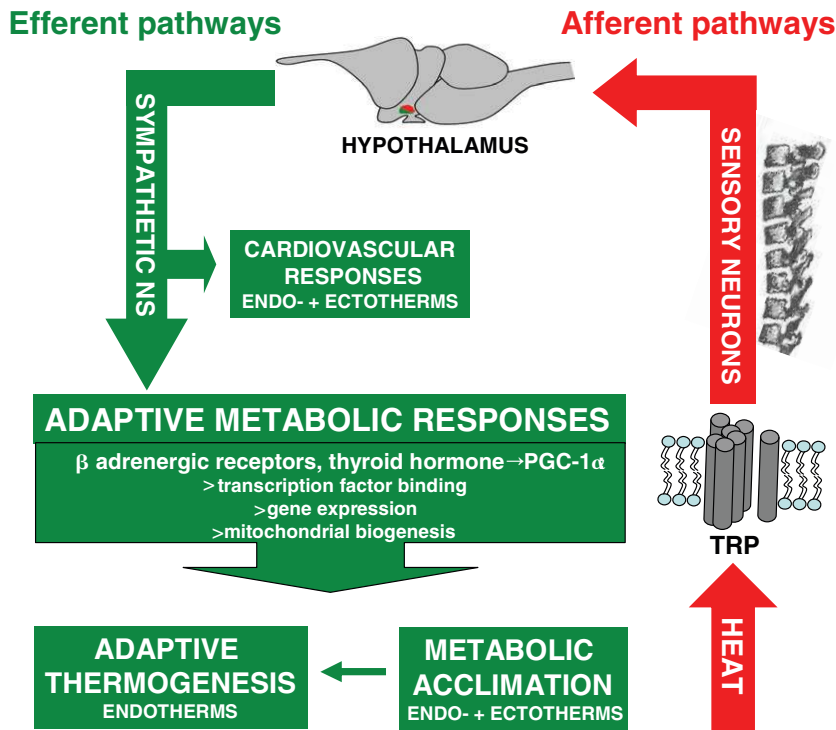 Efferent pathways
Afferent pathways
HYPOTHALAMUS
SYMPATHETIC NS
SENSORY NEURONS
CARDIOVASCULAR
RESPONSES
ENDO- + ECTOTHERMS
ADAPTIVE METABOLIC RESPONSES
β adrenergic receptors, thyroid hormone→PGC-1α
>transcription factor binding
>gene expression
>mitochondrial biogenesis
TRP
HEAT
ADAPTIVE
THERMOGENESIS
ENDOTHERMS
METABOLIC
ACCLIMATION
ENDO- + ECTOTHERMS